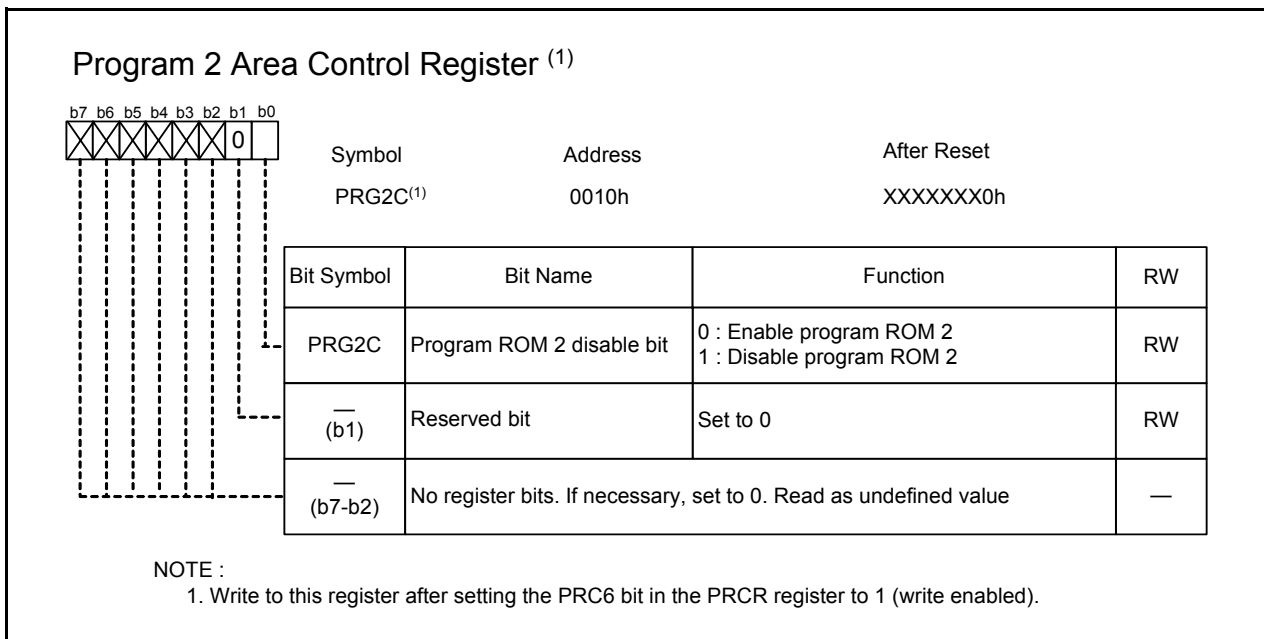 Program 2 Area Control Register (1)
b7 b6 b5 b4 b3 b2 b1 b0
0
Symbol Address After Reset
PRG2C(1) 0010h XXXXXXX0h
Bit Symbol Bit Name Function RW
PRG2C Program ROM 2 disable bit 0 : Enable program ROM 2
1 : Disable program ROM 2 RW
— (b1) Reserved bit Set to 0 RW
— (b7-b2) No register bits. If necessary, set to 0. Read as undefined value —
NOTE :
1. Write to this register after setting the PRC6 bit in the PRCR register to 1 (write enabled).